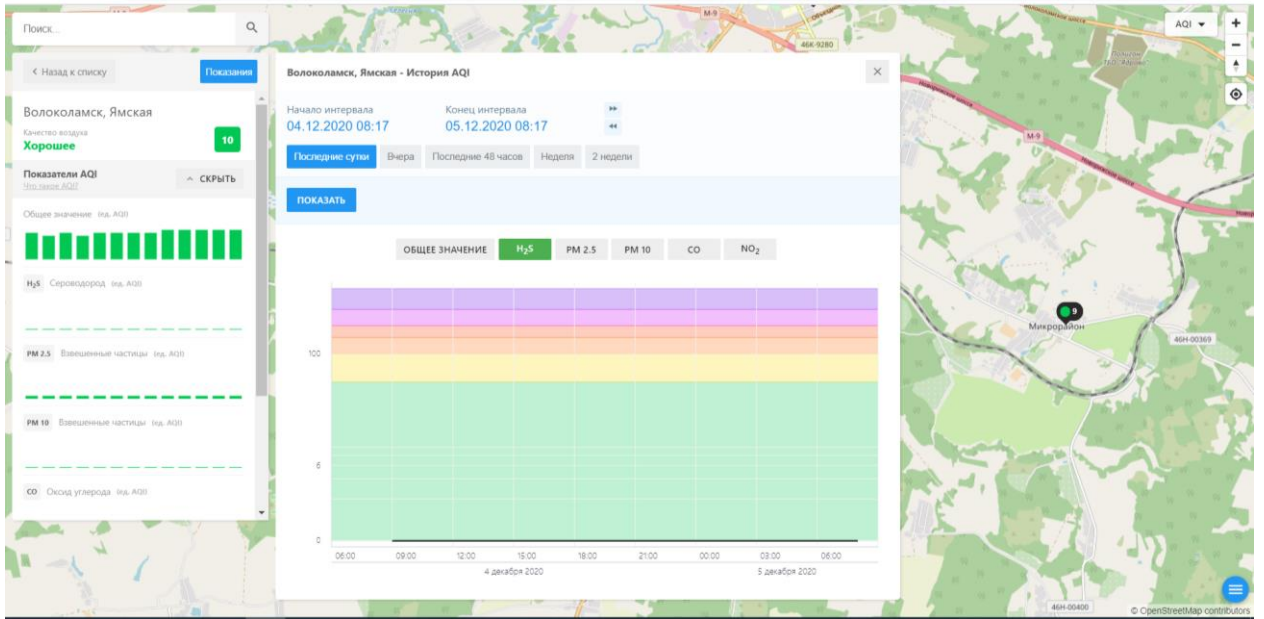 Поиск...
М-9
46К-9280
AQI
+
−
< Назад к списку
Показания
Волоколамск, Ямская
Качество воздуха
Хорошее
10
Показатели AQI
Что такое AQI?
СКРЫТЬ
Общее значение (ед. AQI)
H₂S Сероводород (ед. AQI)
PM 2.5 Взвешенные частицы (ед. AQI)
PM 10 Взвешенные частицы (ед. AQI)
CO Оксид углерода (ед. AQI)
Волоколамск, Ямская - История AQI
×
Начало интервала
04.12.2020 08:17
Конец интервала
05.12.2020 08:17
Последние сутки
Вчера
Последние 48 часов
Неделя
2 недели
ПОКАЗАТЬ
ОБЩЕЕ ЗНАЧЕНИЕ
H₂S
PM 2.5
PM 10
CO
NO₂
100
6
0
06:00 09:00 12:00 15:00 18:00 21:00 00:00 03:00 06:00
4 декабря 2020 5 декабря 2020
М-9
Новорижское шоссе
9
Микрорайон
46Н-00369
46Н-00400
© OpenStreetMap contributors